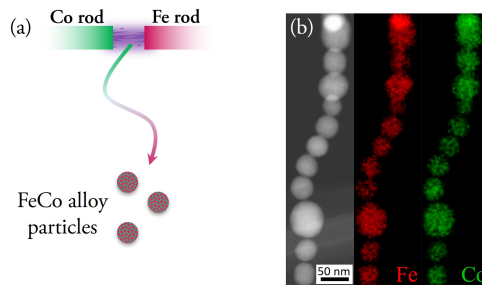 (a)
Co rod
Fe rod
FeCo alloy
particles
(b)
50 nm
Fe
Co